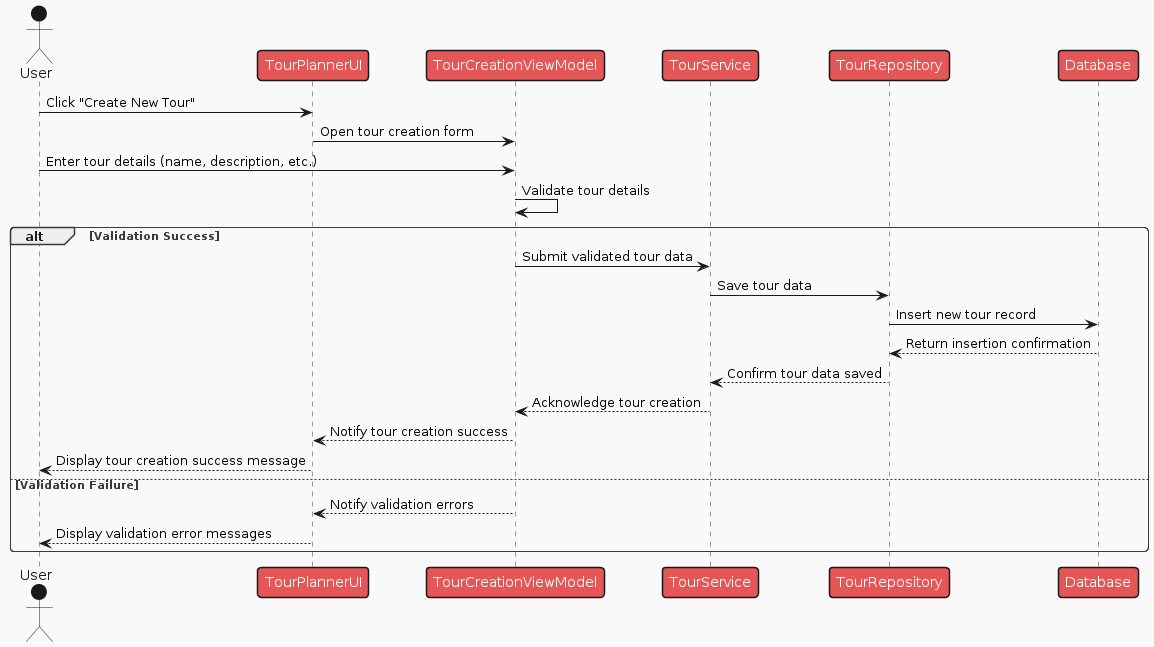 User
TourPlannerUI
TourCreationViewModel
TourService
TourRepository
Database
Click "Create New Tour"
Open tour creation form
Enter tour details (name, description, etc.)
Validate tour details
alt
[Validation Success]
Submit validated tour data
Save tour data
Insert new tour record
Return insertion confirmation
Confirm tour data saved
Acknowledge tour creation
Notify tour creation success
Display tour creation success message
[Validation Failure]
Notify validation errors
Display validation error messages
User
TourPlannerUI
TourCreationViewModel
TourService
TourRepository
Database